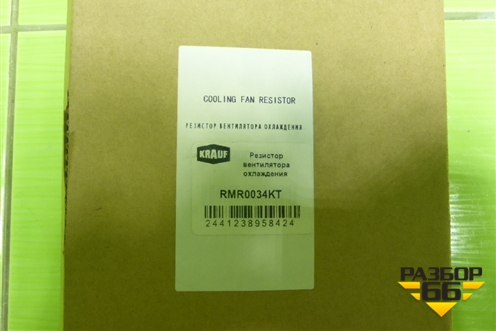 COOLING FAN RESISTOR
РЕЗИСТОР ВЕНТИЛЯТОРА ОХЛАЖДЕНИЯ
KRAUF
Резистор
вентилятора
охлаждения
RMR0034KT
2441238958424
РАЗБОР
66